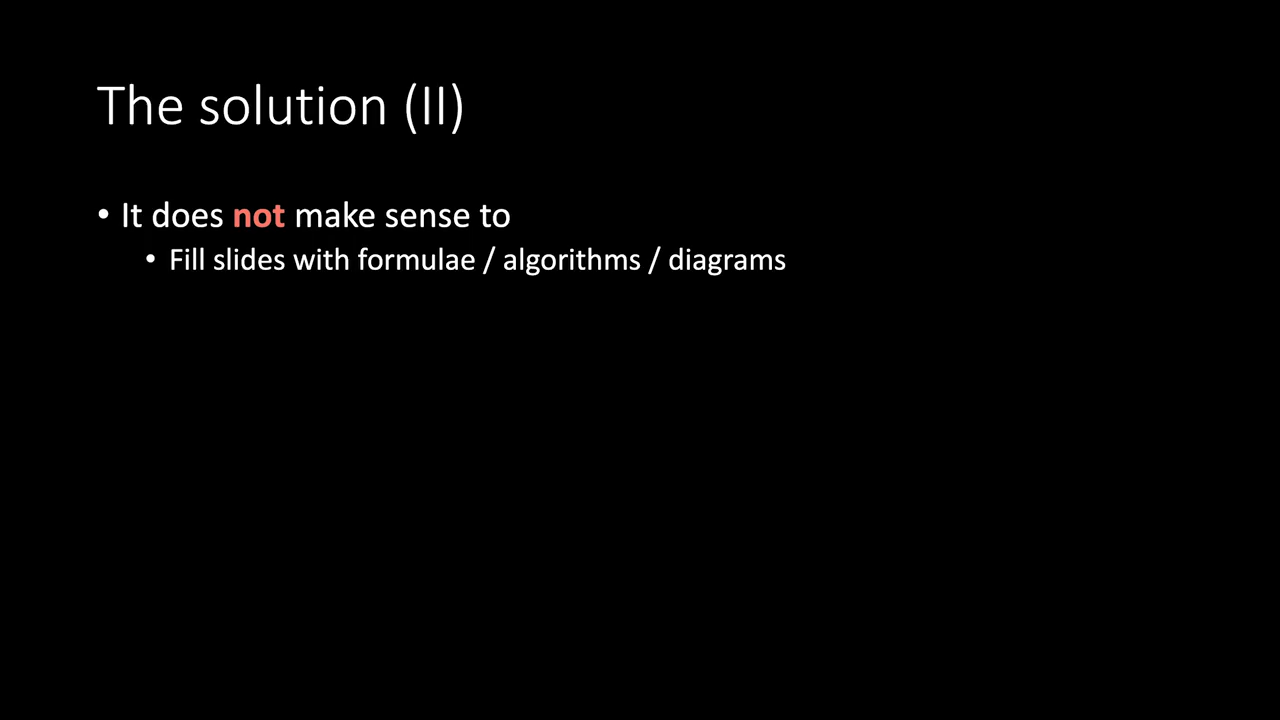 The solution (II)
• It does not make sense to
• Fill slides with formulae / algorithms / diagrams